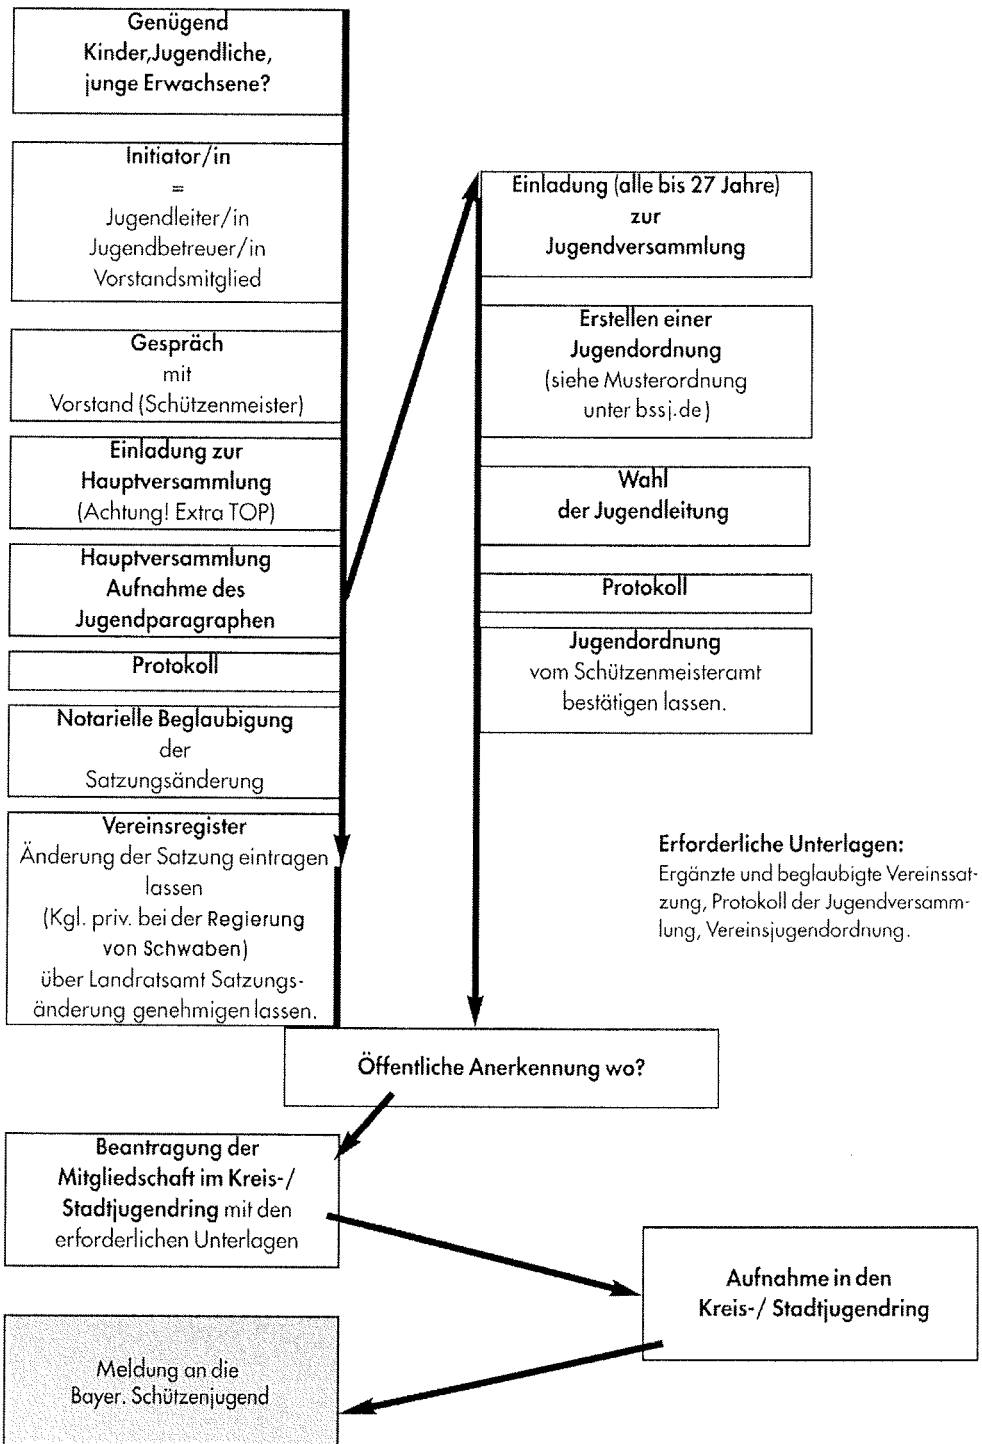 Genügend
Kinder,Jugendliche,
junge Erwachsene?
Initiator/in
=
Jugendleiter/in
Jugendbetreuer/in
Vorstandsmitglied
Gespräch
mit
Vorstand (Schützenmeister)
Einladung zur
Hauptversammlung
(Achtung! Extra TOP)
Hauptversammlung
Aufnahme des
Jugendparagraphen
Protokoll
Notarielle Beglaubigung
der
Satzungsänderung
Vereinsregister
Änderung der Satzung eintragen
lassen
(Kgl. priv. bei der Regierung
von Schwaben)
über Landratsamt Satzungs-
änderung genehmigen lassen.
Einladung (alle bis 27 Jahre)
zur
Jugendversammlung
Erstellen einer
Jugendordnung
(siehe Musterordnung
unter bssj.de)
Wahl
der Jugendleitung
Protokoll
Jugendordnung
vom Schützenmeisteramt
bestätigen lassen.
Erforderliche Unterlagen:
Ergänzte und beglaubigte Vereinssat-
zung, Protokoll der Jugendversamm-
lung, Vereinsjugendordnung.
Öffentliche Anerkennung wo?
Beantragung der
Mitgliedschaft im Kreis-/
Stadtjugendring mit den
erforderlichen Unterlagen
Aufnahme in den
Kreis-/ Stadtjugendring
Meldung an die
Bayer. Schützenjugend